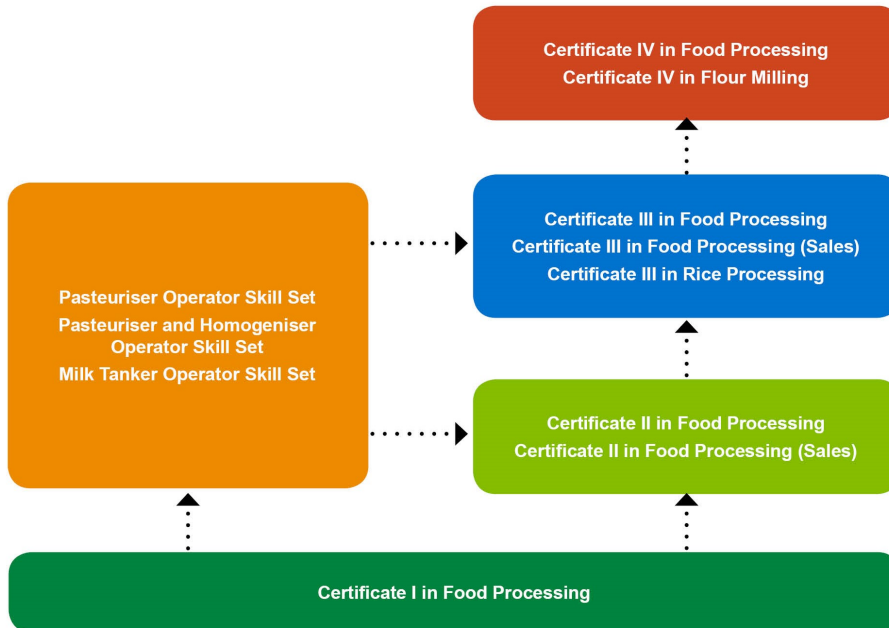 Certificate IV in Food Processing
Certificate IV in Flour Milling
Certificate III in Food Processing
Certificate III in Food Processing (Sales)
Certificate III in Rice Processing
Pasteuriser Operator Skill Set
Pasteuriser and Homogeniser
Operator Skill Set
Milk Tanker Operator Skill Set
Certificate II in Food Processing
Certificate II in Food Processing (Sales)
Certificate I in Food Processing